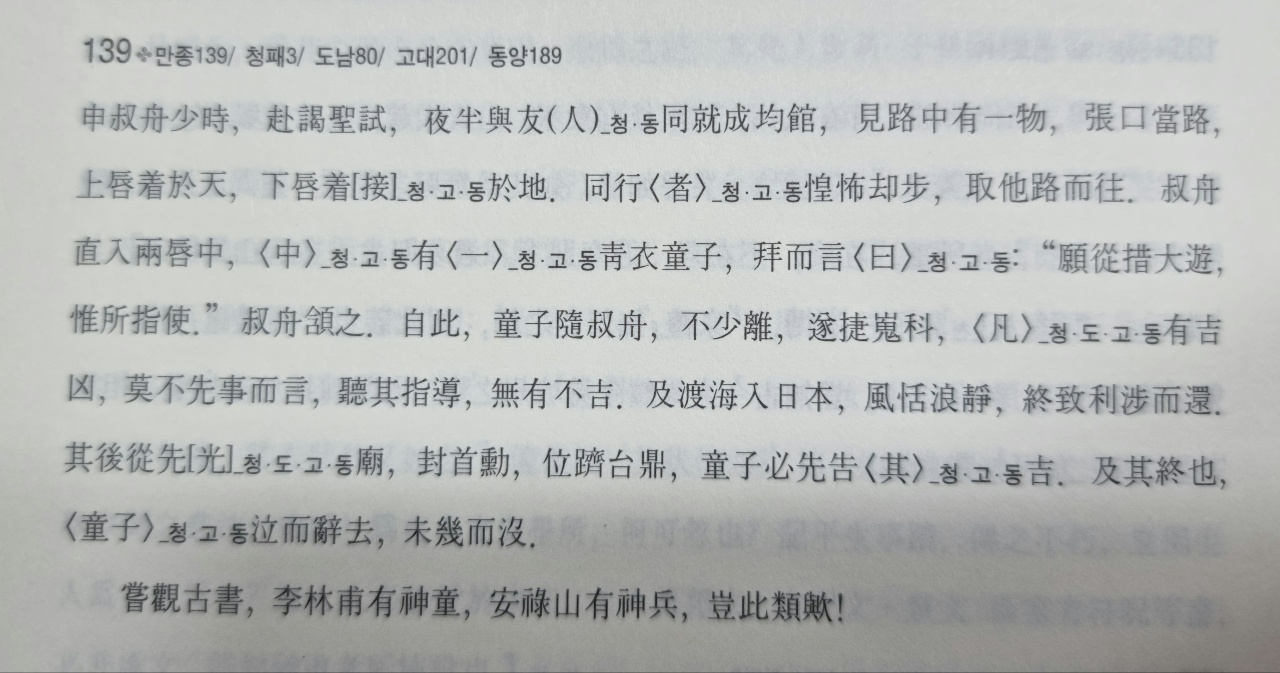 139❖만종139/ 청패3/ 도남80/ 고대201/ 동양189
申叔舟少時, 赴謁聖試, 夜半與友(人)_청·동同就成均館, 見路中有一物, 張口當路,
上唇着於天, 下唇着[接]_청·고·동於地. 同行〈者〉_청·고·동惶怖却步, 取他路而往. 叔舟
直入兩唇中, 〈中〉_청·고·동有〈一〉_청·고·동靑衣童子, 拜而言〈曰〉_청·고·동: “願從措大遊,
惟所指使.” 叔舟頷之. 自此, 童子隨叔舟, 不少離, 遂捷嵬科, 〈凡〉_청·도·고·동有吉
凶, 莫不先事而言, 聽其指導, 無有不吉. 及渡海入日本, 風恬浪靜, 終致利涉而還.
其後從先[光]_청·도·고·동廟, 封首勳, 位躋台鼎, 童子必先告〈其〉_청·고·동吉. 及其終也,
〈童子〉_청·고·동泣而辭去, 未幾而沒.
嘗觀古書, 李林甫有神童, 安祿山有神兵, 豈此類歟!